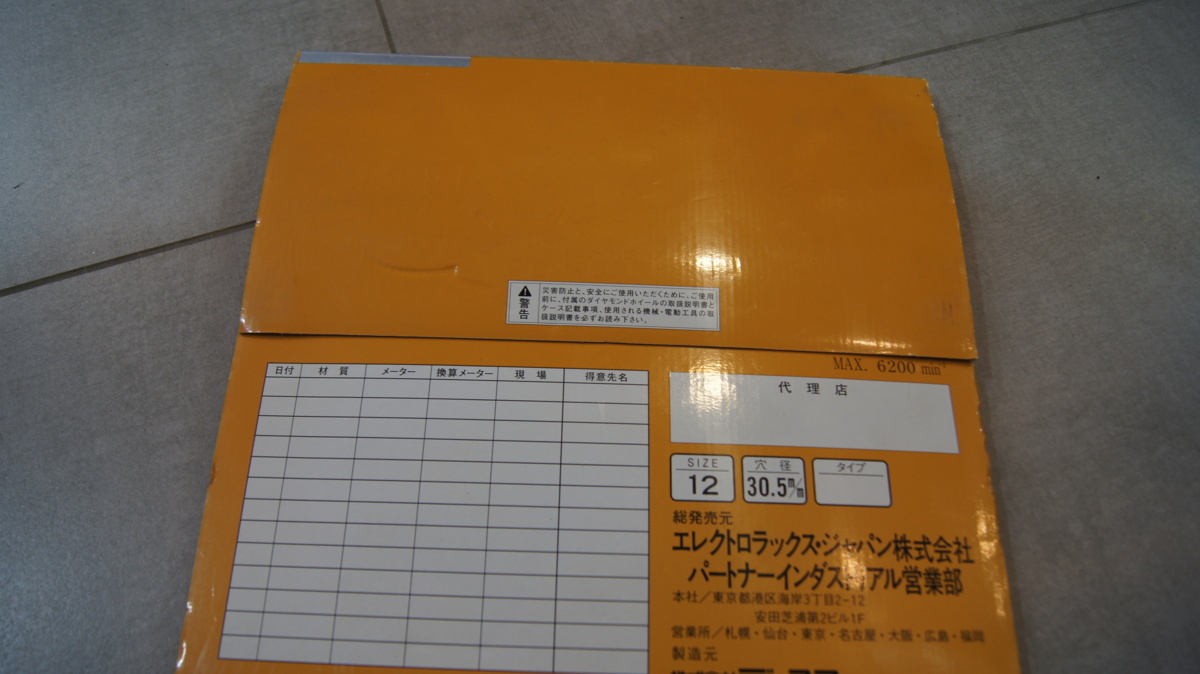 警告
災害防止と、安全にご使用いただくために、ご使用
前に、付属のダイヤモンドホイールの取扱説明書と
ケース記載事項、使用される機械・電動工具の取
扱説明書を必ずお読み下さい。
MAX. 6200
日付 材質 メーター 換算メーター 現場 得意先名
代理店
SIZE 穴径 タイプ
12 30.5m/m
総発売元
エレクトロラックス・ジャパン株式会社
パートナーインダストリアル営業部
本社/東京都港区海岸3丁目2-12
安田芝浦第2ビル1F
営業所/札幌・仙台・東京・名古屋・大阪・広島・福岡
製造元